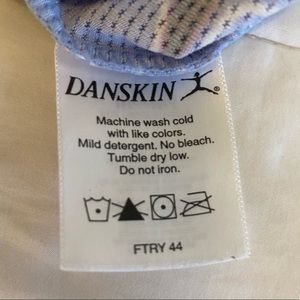 DANSKIN®
Machine wash cold
with like colors.
Mild detergent. No bleach.
Tumble dry low.
Do not iron.
FTRY 44